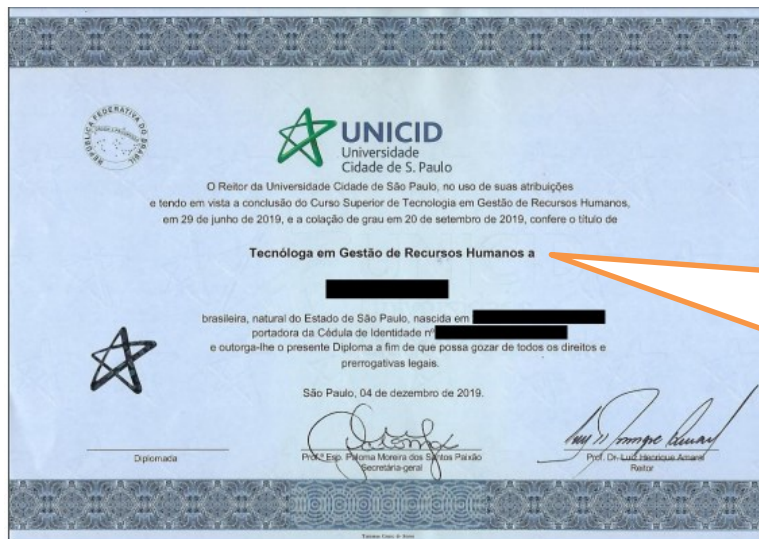 REPÚBLICA FEDERATIVA DO BRASIL
UNICID
Universidade
Cidade de S. Paulo
O Reitor da Universidade Cidade de São Paulo, no uso de suas atribuições
e tendo em vista a conclusão do Curso Superior de Tecnologia em Gestão de Recursos Humanos,
em 29 de junho de 2019, e a colação de grau em 20 de setembro de 2019, confere o título de
Tecnóloga em Gestão de Recursos Humanos a
brasileira, natural do Estado de São Paulo, nascida em
portadora da Cédula de Identidade nº
e outorga-lhe o presente Diploma a fim de que possa gozar de todos os direitos e
prerrogativas legais.
São Paulo, 04 de dezembro de 2019.
Diplomada
Prof.ª Esp. Paloma Moreira dos Santos Paixão
Secretária-geral
Prof. Dr. Luiz Henrique Amaral
Reitor